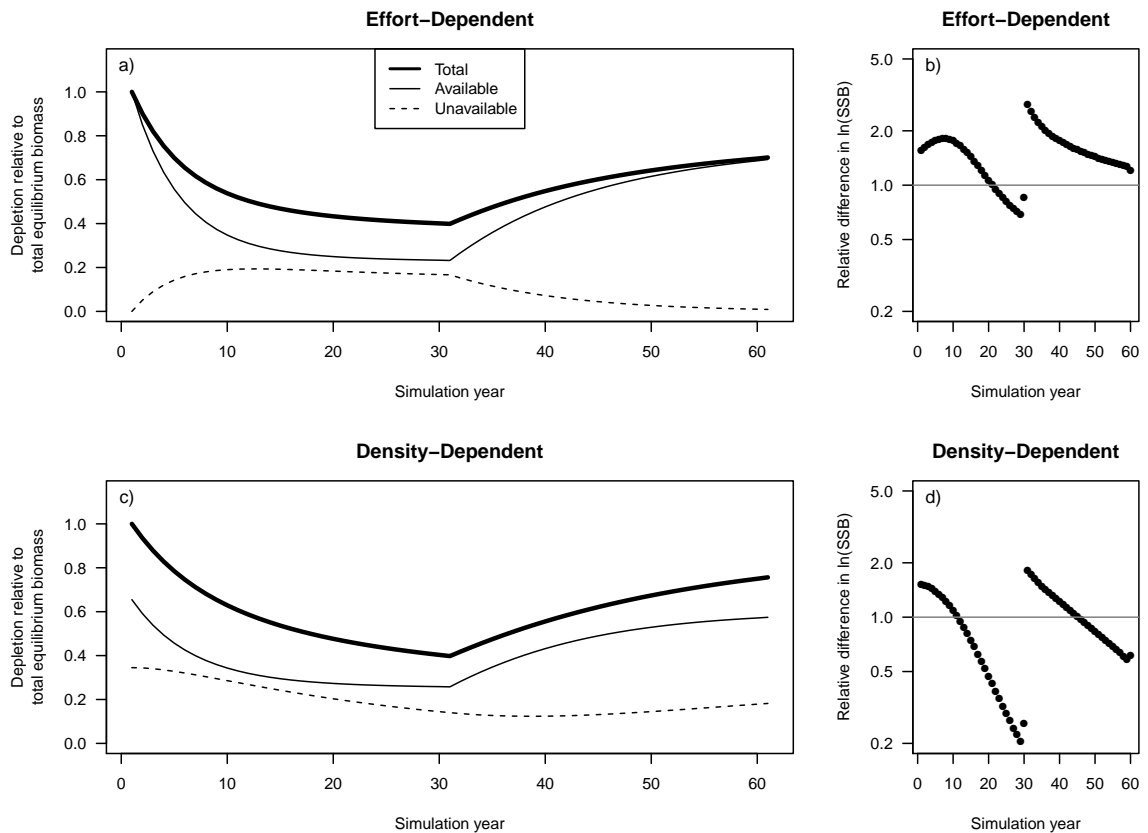 Effort−Dependent
a)
Total
Available
Unavailable
Depletion relative to
total equilibrium biomass
1.0
0.8
0.6
0.4
0.2
0.0
0 10 20 30 40 50 60
Simulation year
Effort−Dependent
b)
Relative difference in ln(SSB)
5.0
2.0
1.0
0.5
0.2
0 10 20 30 40 50 60
Simulation year
Density−Dependent
c)
Depletion relative to
total equilibrium biomass
1.0
0.8
0.6
0.4
0.2
0.0
0 10 20 30 40 50 60
Simulation year
Density−Dependent
d)
Relative difference in ln(SSB)
5.0
2.0
1.0
0.5
0.2
0 10 20 30 40 50 60
Simulation year